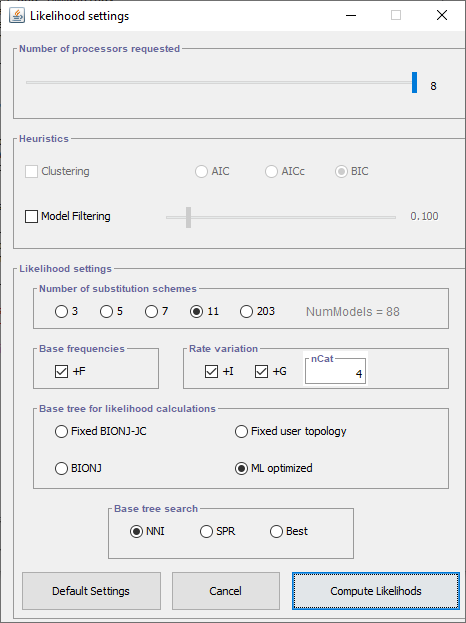 Likelihood settings
Number of processors requested
8
Heuristics
Clustering AIC AICc BIC
Model Filtering 0.100
Likelihood settings
Number of substitution schemes
3 5 7 11 203 NumModels = 88
Base frequencies Rate variation nCat
+F +I +G 4
Base tree for likelihood calculations
Fixed BIONJ-JC Fixed user topology
BIONJ ML optimized
Base tree search
NNI SPR Best
Default Settings Cancel Compute Likelihods